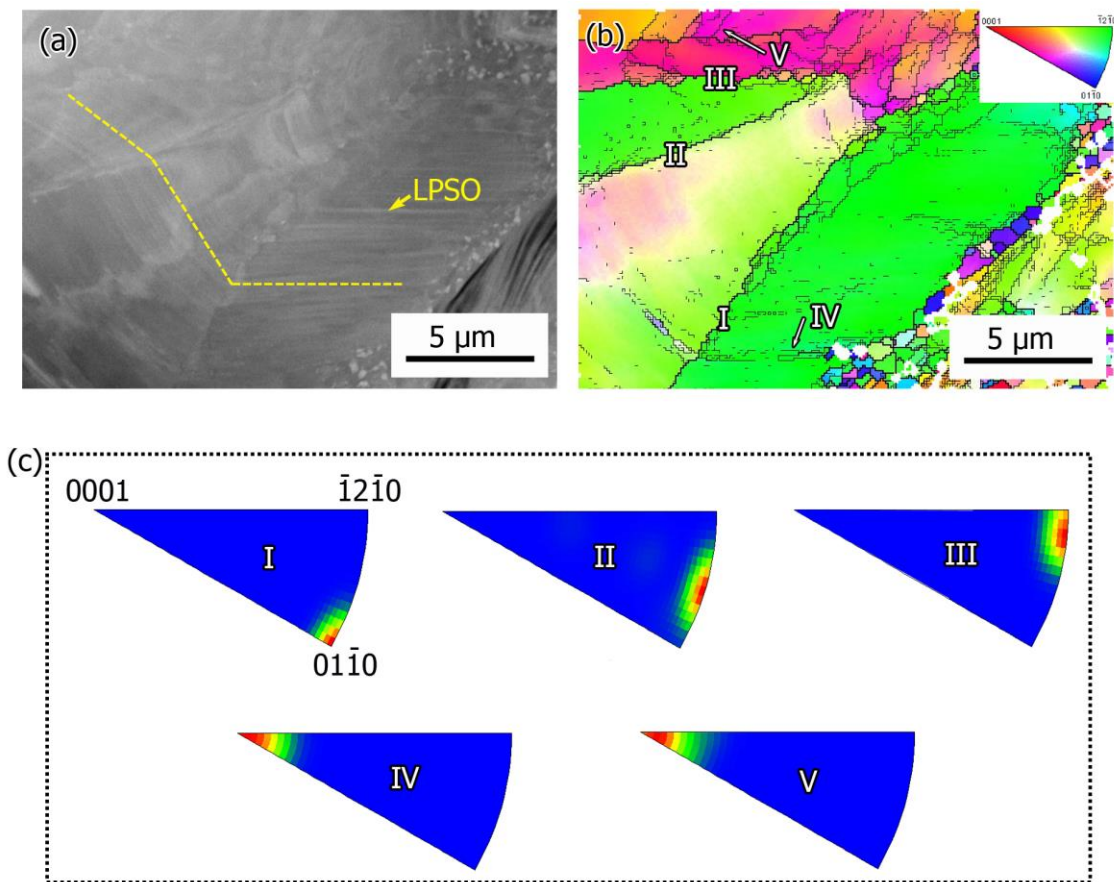 (a)
LPSO
5 µm
(b)
V
III
II
I
IV
5 µm
0001
1̅21̅0
011̅0
(c)
0001
1̅21̅0
I
II
III
011̅0
IV
V